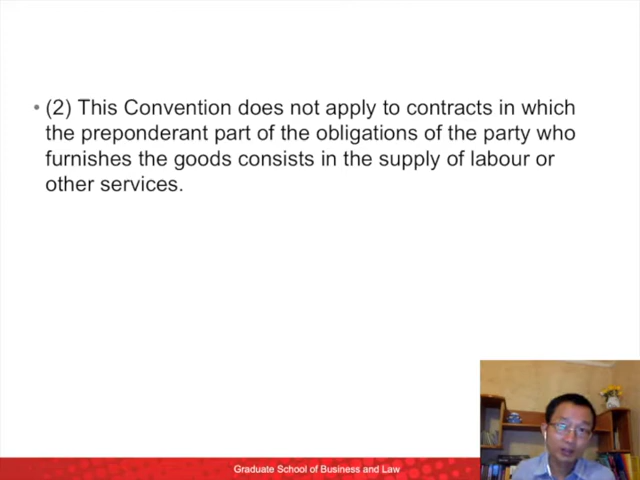 • (2) This Convention does not apply to contracts in which
the preponderant part of the obligations of the party who
furnishes the goods consists in the supply of labour or
other services.
Graduate School of Business and Law